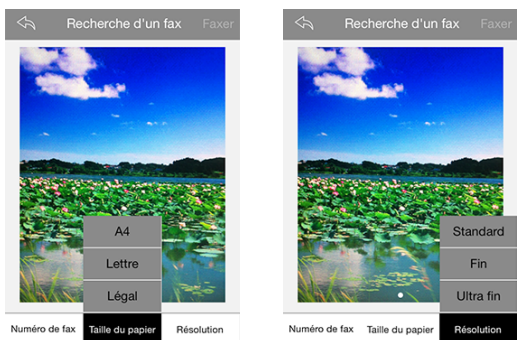 Recherche d'un fax Faxer
A4
Lettre
Légal
Numéro de fax Taille du papier Résolution
Recherche d'un fax Faxer
Standard
Fin
Ultra fin
Numéro de fax Taille du papier Résolution